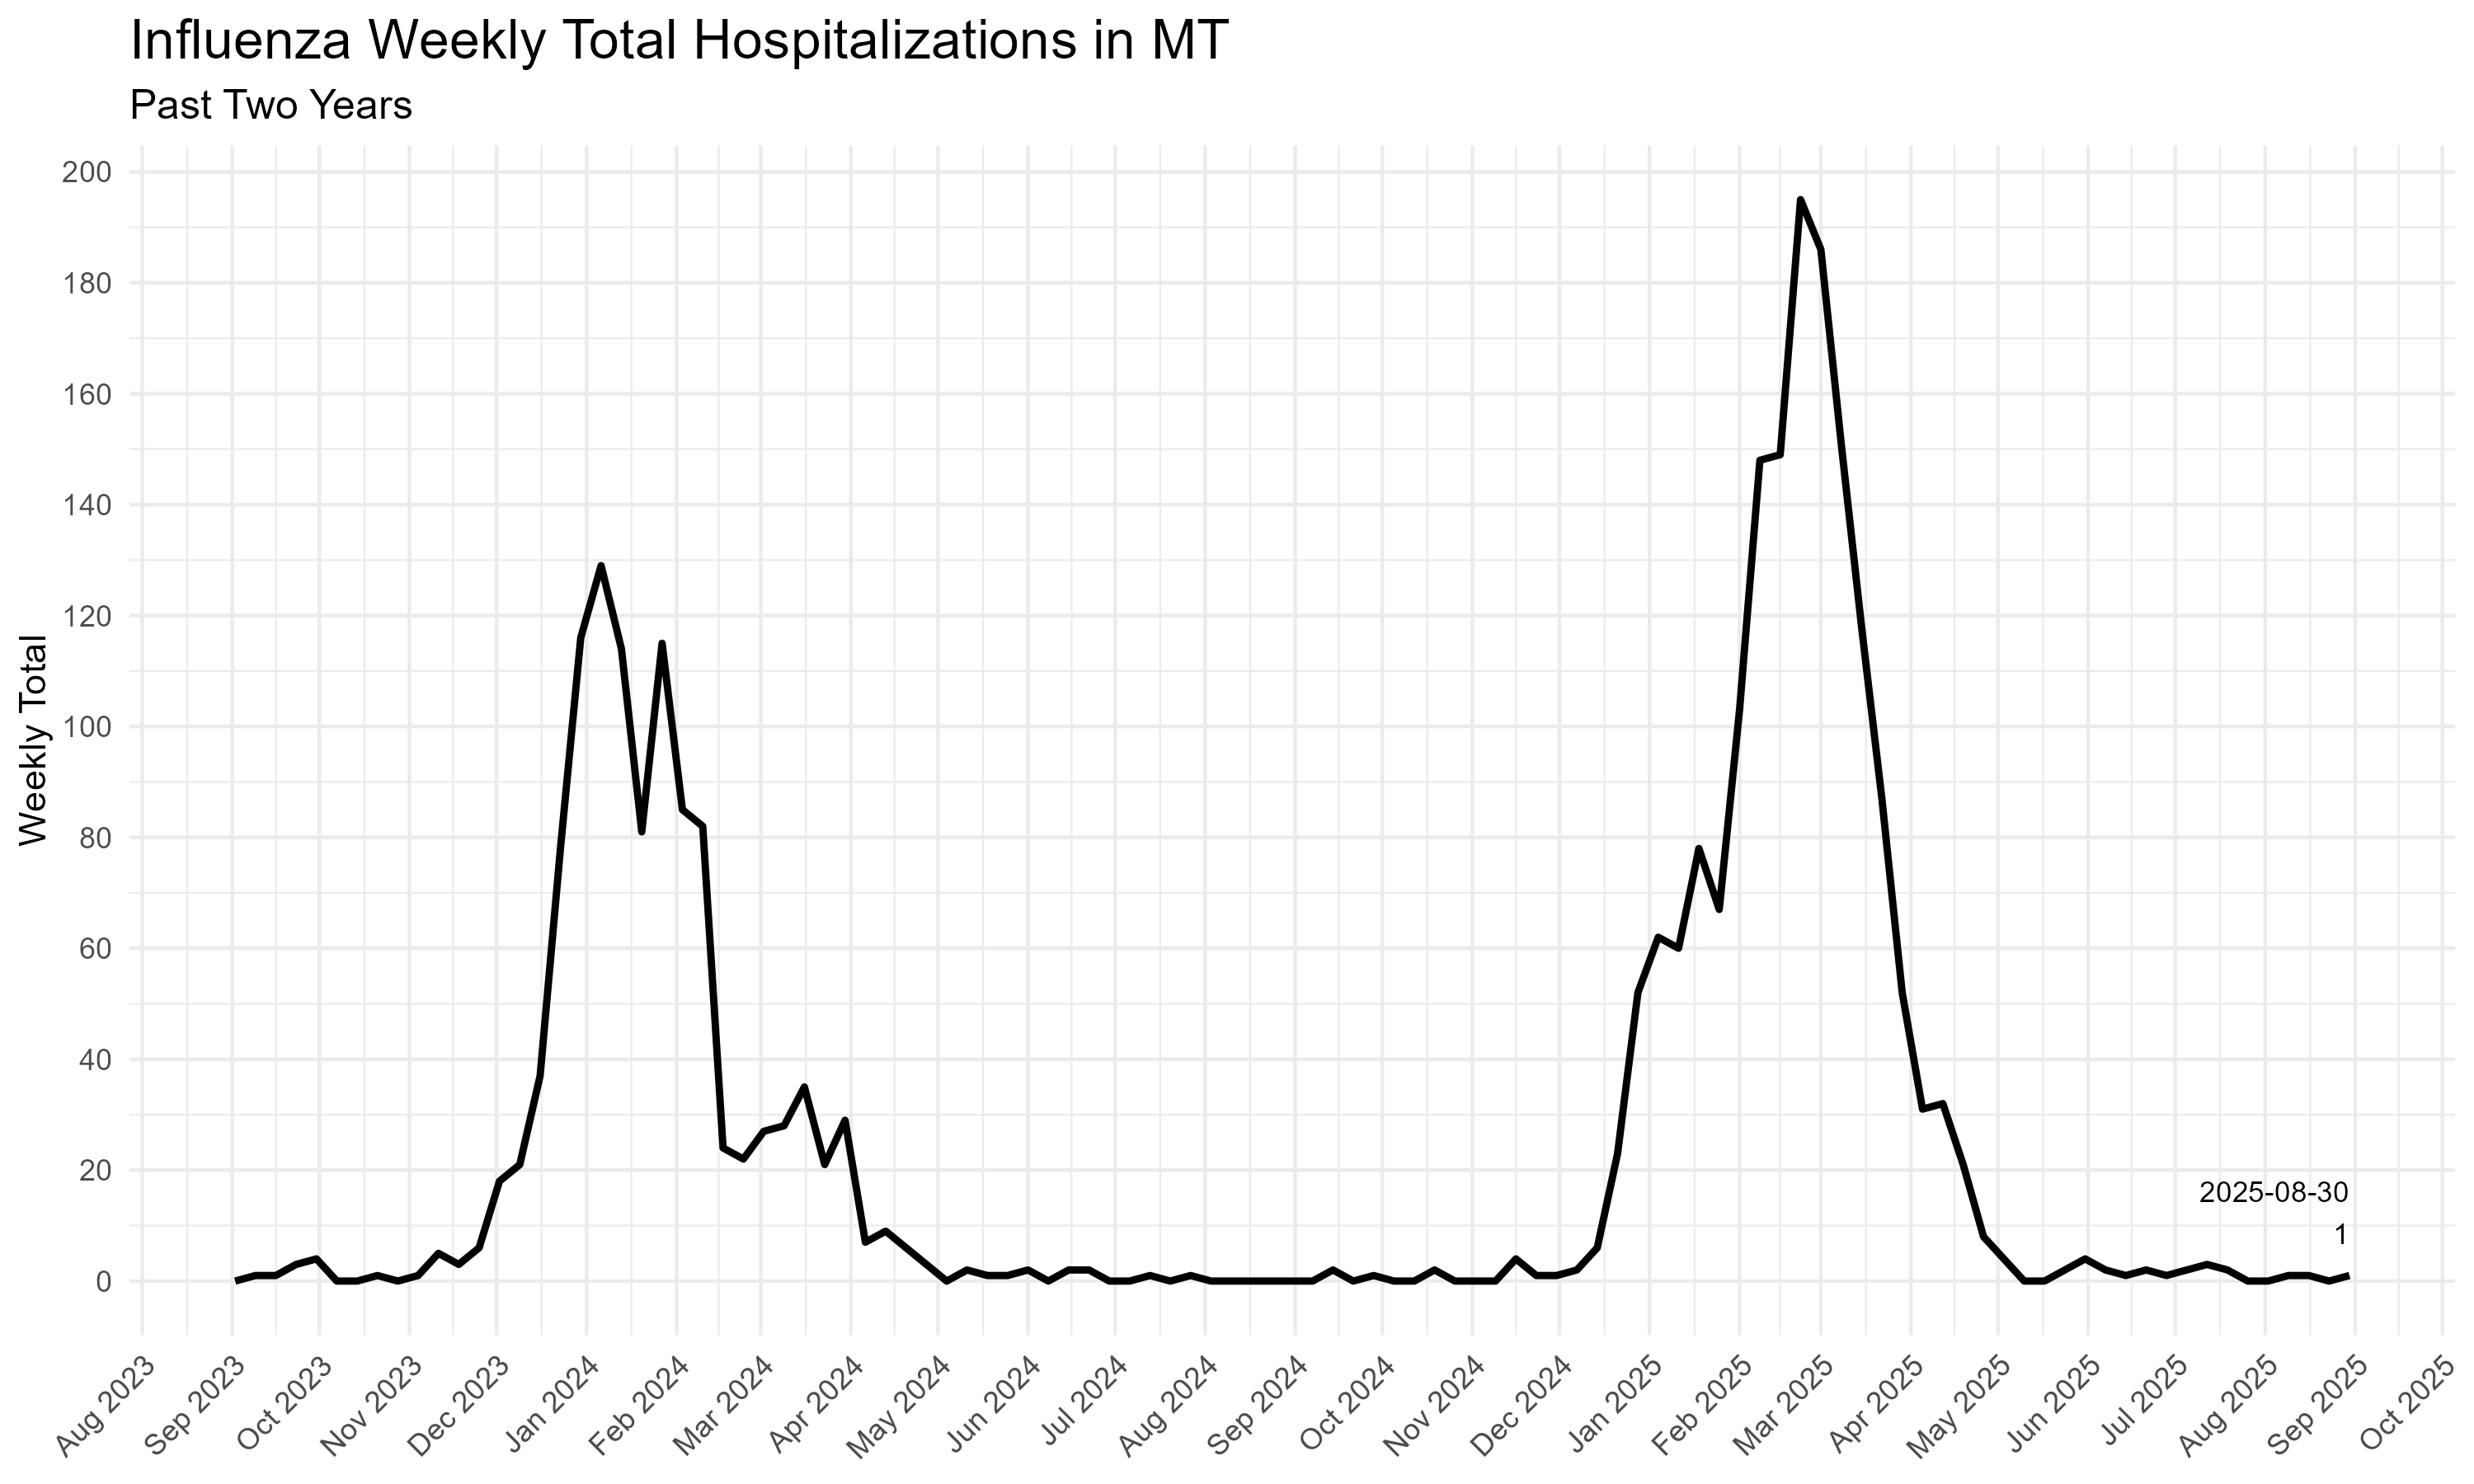 Influenza Weekly Total Hospitalizations in MT
Past Two Years
Weekly Total
200
180
160
140
120
100
80
60
40
20
0
2025-08-30
1
Aug 2023
Sep 2023
Oct 2023
Nov 2023
Dec 2023
Jan 2024
Feb 2024
Mar 2024
Apr 2024
May 2024
Jun 2024
Jul 2024
Aug 2024
Sep 2024
Oct 2024
Nov 2024
Dec 2024
Jan 2025
Feb 2025
Mar 2025
Apr 2025
May 2025
Jun 2025
Jul 2025
Aug 2025
Sep 2025
Oct 2025